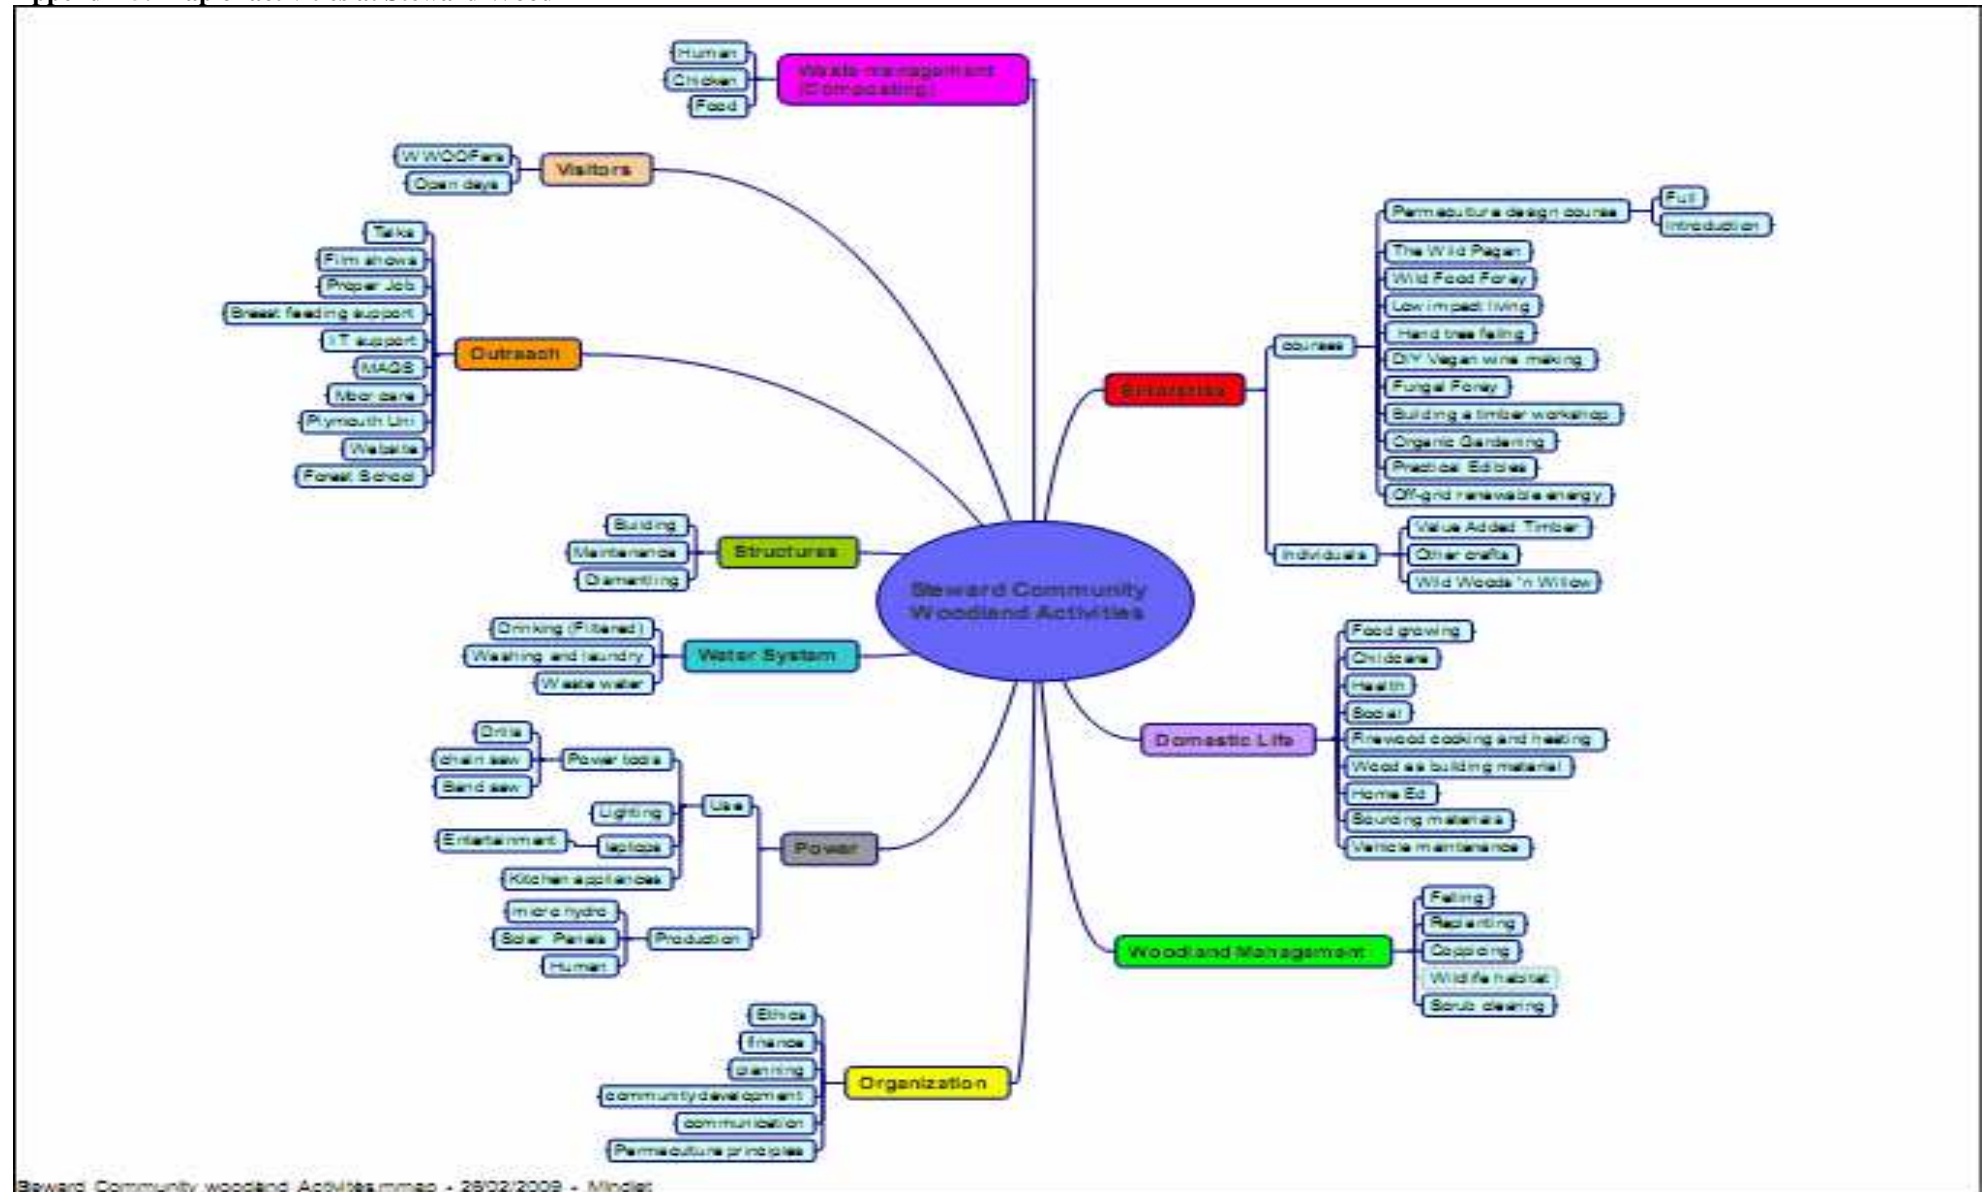 Waste management
(Composting)
Human
Chicken
Food
Visitors
WWOOFers
Open days
Outreach
Talks
Film shows
Proper Job
Breast feeding support
IT support
MAGS
Moor care
Plymouth Uni
Website
Forest School
Structures
Building
Maintenance
Dismantling
Water System
Drinking (Filtered)
Washing and laundry
Waste water
Power
Use
Power tools
Drills
chain saw
Band saw
Lighting
laptops
Entertainment
Kitchen appliances
Production
micro hydro
Solar Panels
Human
Organization
Ethics
finance
planning
community development
communication
Permaculture principles
Steward Community
Woodland Activities
Enterprise
courses
Permaculture design course
Full
Introduction
The Wild Pagan
Wild Food Foray
Low impact living
Hand tree felling
DIY Vegan wine making
Fungal Foray
Building a timber workshop
Organic Gardening
Practical Edibles
Off-grid renewable energy
Individuals
Value Added Timber
Other crafts
Wild Woods 'n Willow
Domestic Life
Food growing
Childcare
Health
Social
Firewood cooking and heating
Wood as building material
Home Ed
Sourcing materials
Vehicle maintenance
Woodland Management
Felling
Replanting
Coppicing
Wildlife habitat
Scrub clearing
Steward Community woodland Activites.mmap - 26/02/2009 - Mindjet